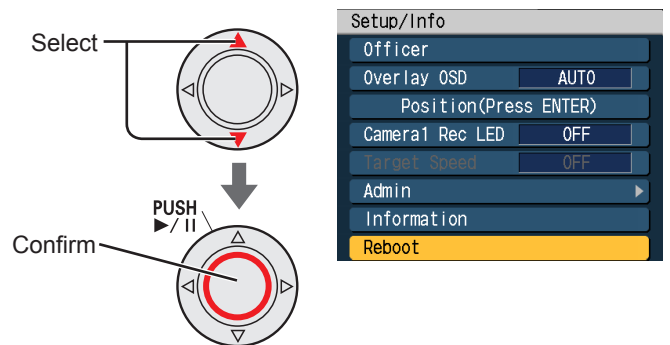 Select
PUSH
►/II
Confirm
Setup/Info
Officer
Overlay OSD AUTO
Position(Press ENTER)
Camera1 Rec LED OFF
Target Speed OFF
Admin
Information
Reboot